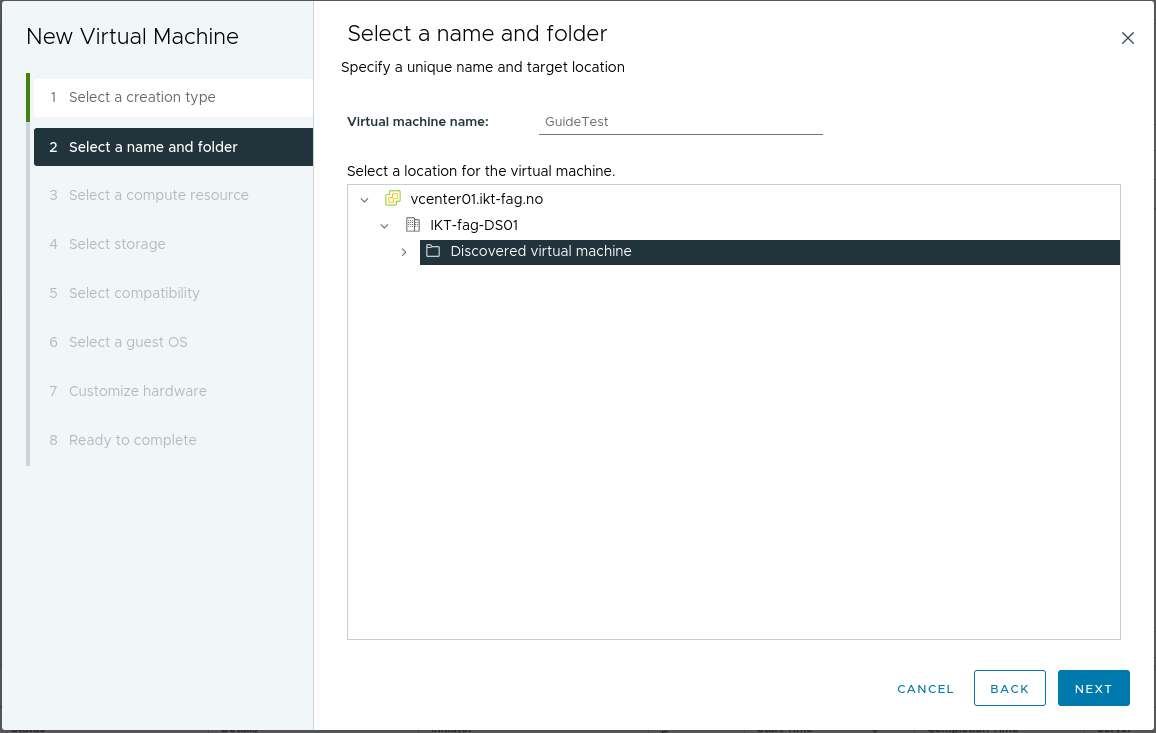 New Virtual Machine
1 Select a creation type
2 Select a name and folder
3 Select a compute resource
4 Select storage
5 Select compatibility
6 Select a guest OS
7 Customize hardware
8 Ready to complete
Select a name and folder
Specify a unique name and target location
Virtual machine name: GuideTest
Select a location for the virtual machine.
vcenter01.ikt-fag.no
IKT-fag-DS01
Discovered virtual machine
CANCEL BACK NEXT